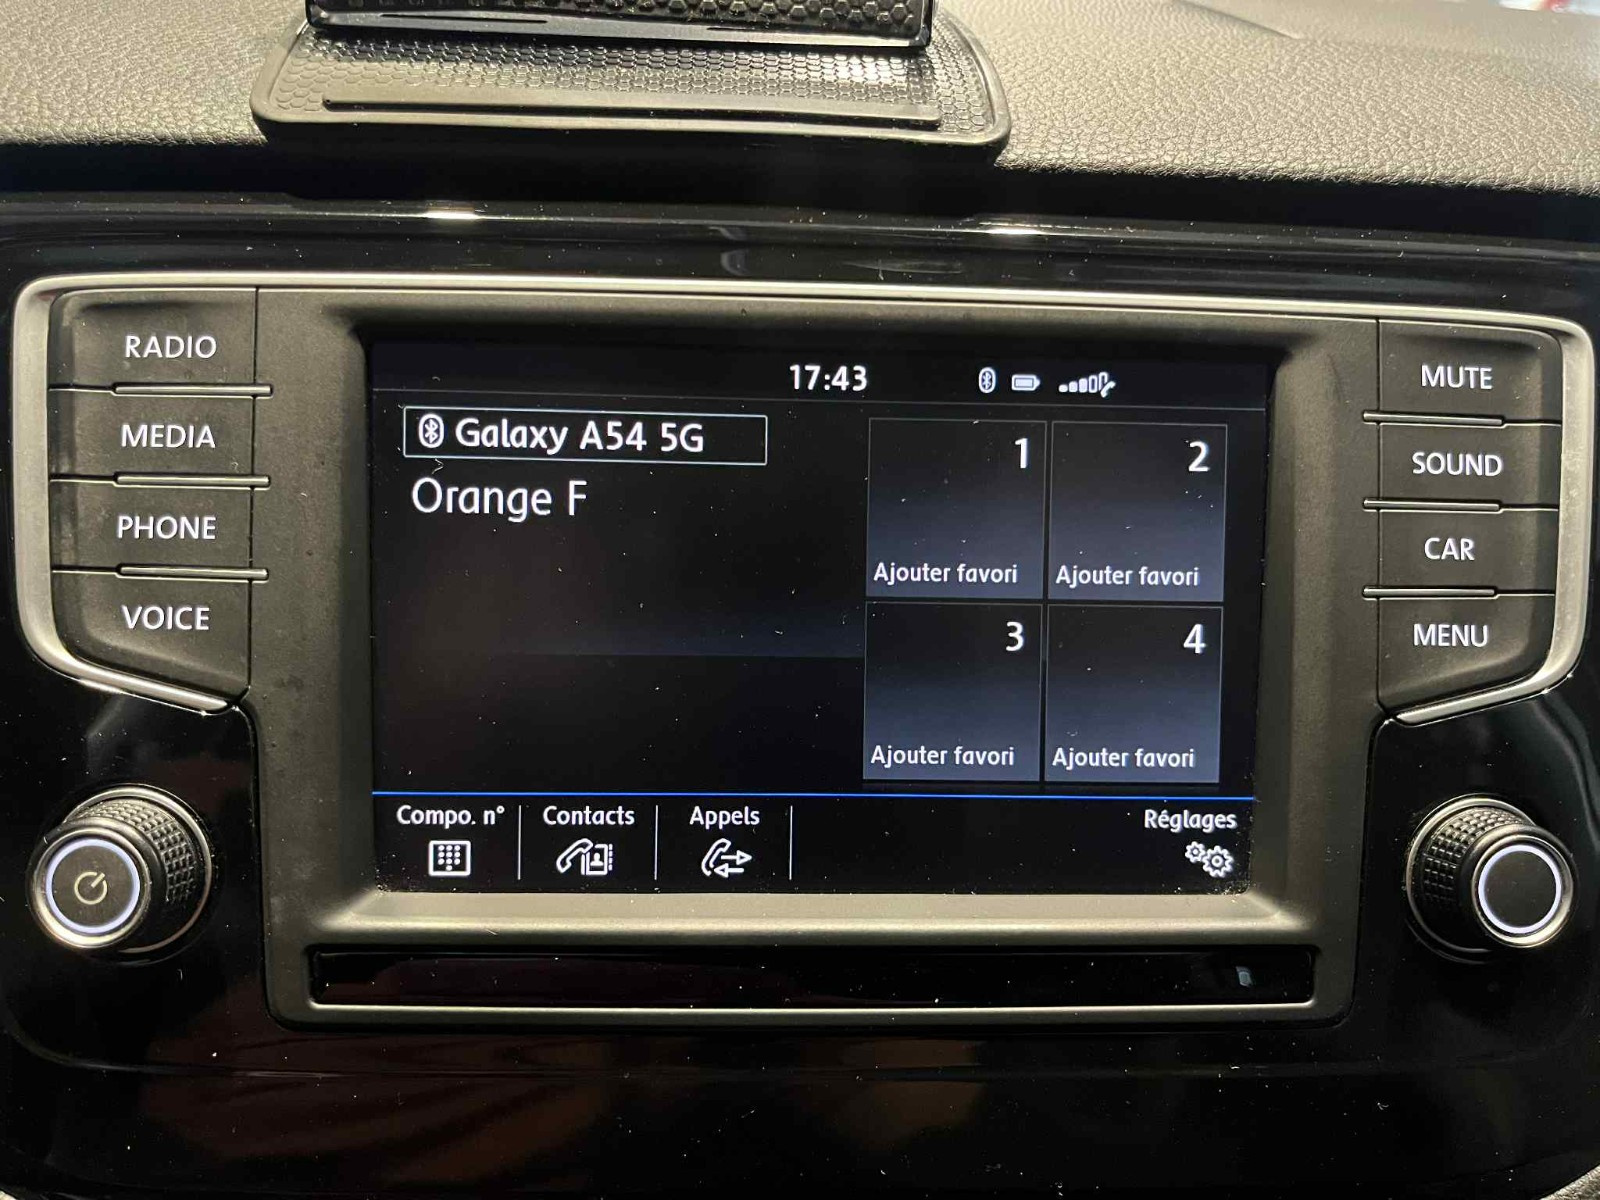 RADIO
MEDIA
PHONE
VOICE
17:43
Galaxy A54 5G
Orange F
1
Ajouter favori
2
Ajouter favori
3
Ajouter favori
4
Ajouter favori
Compo. n°
Contacts
Appels
Réglages
MUTE
SOUND
CAR
MENU